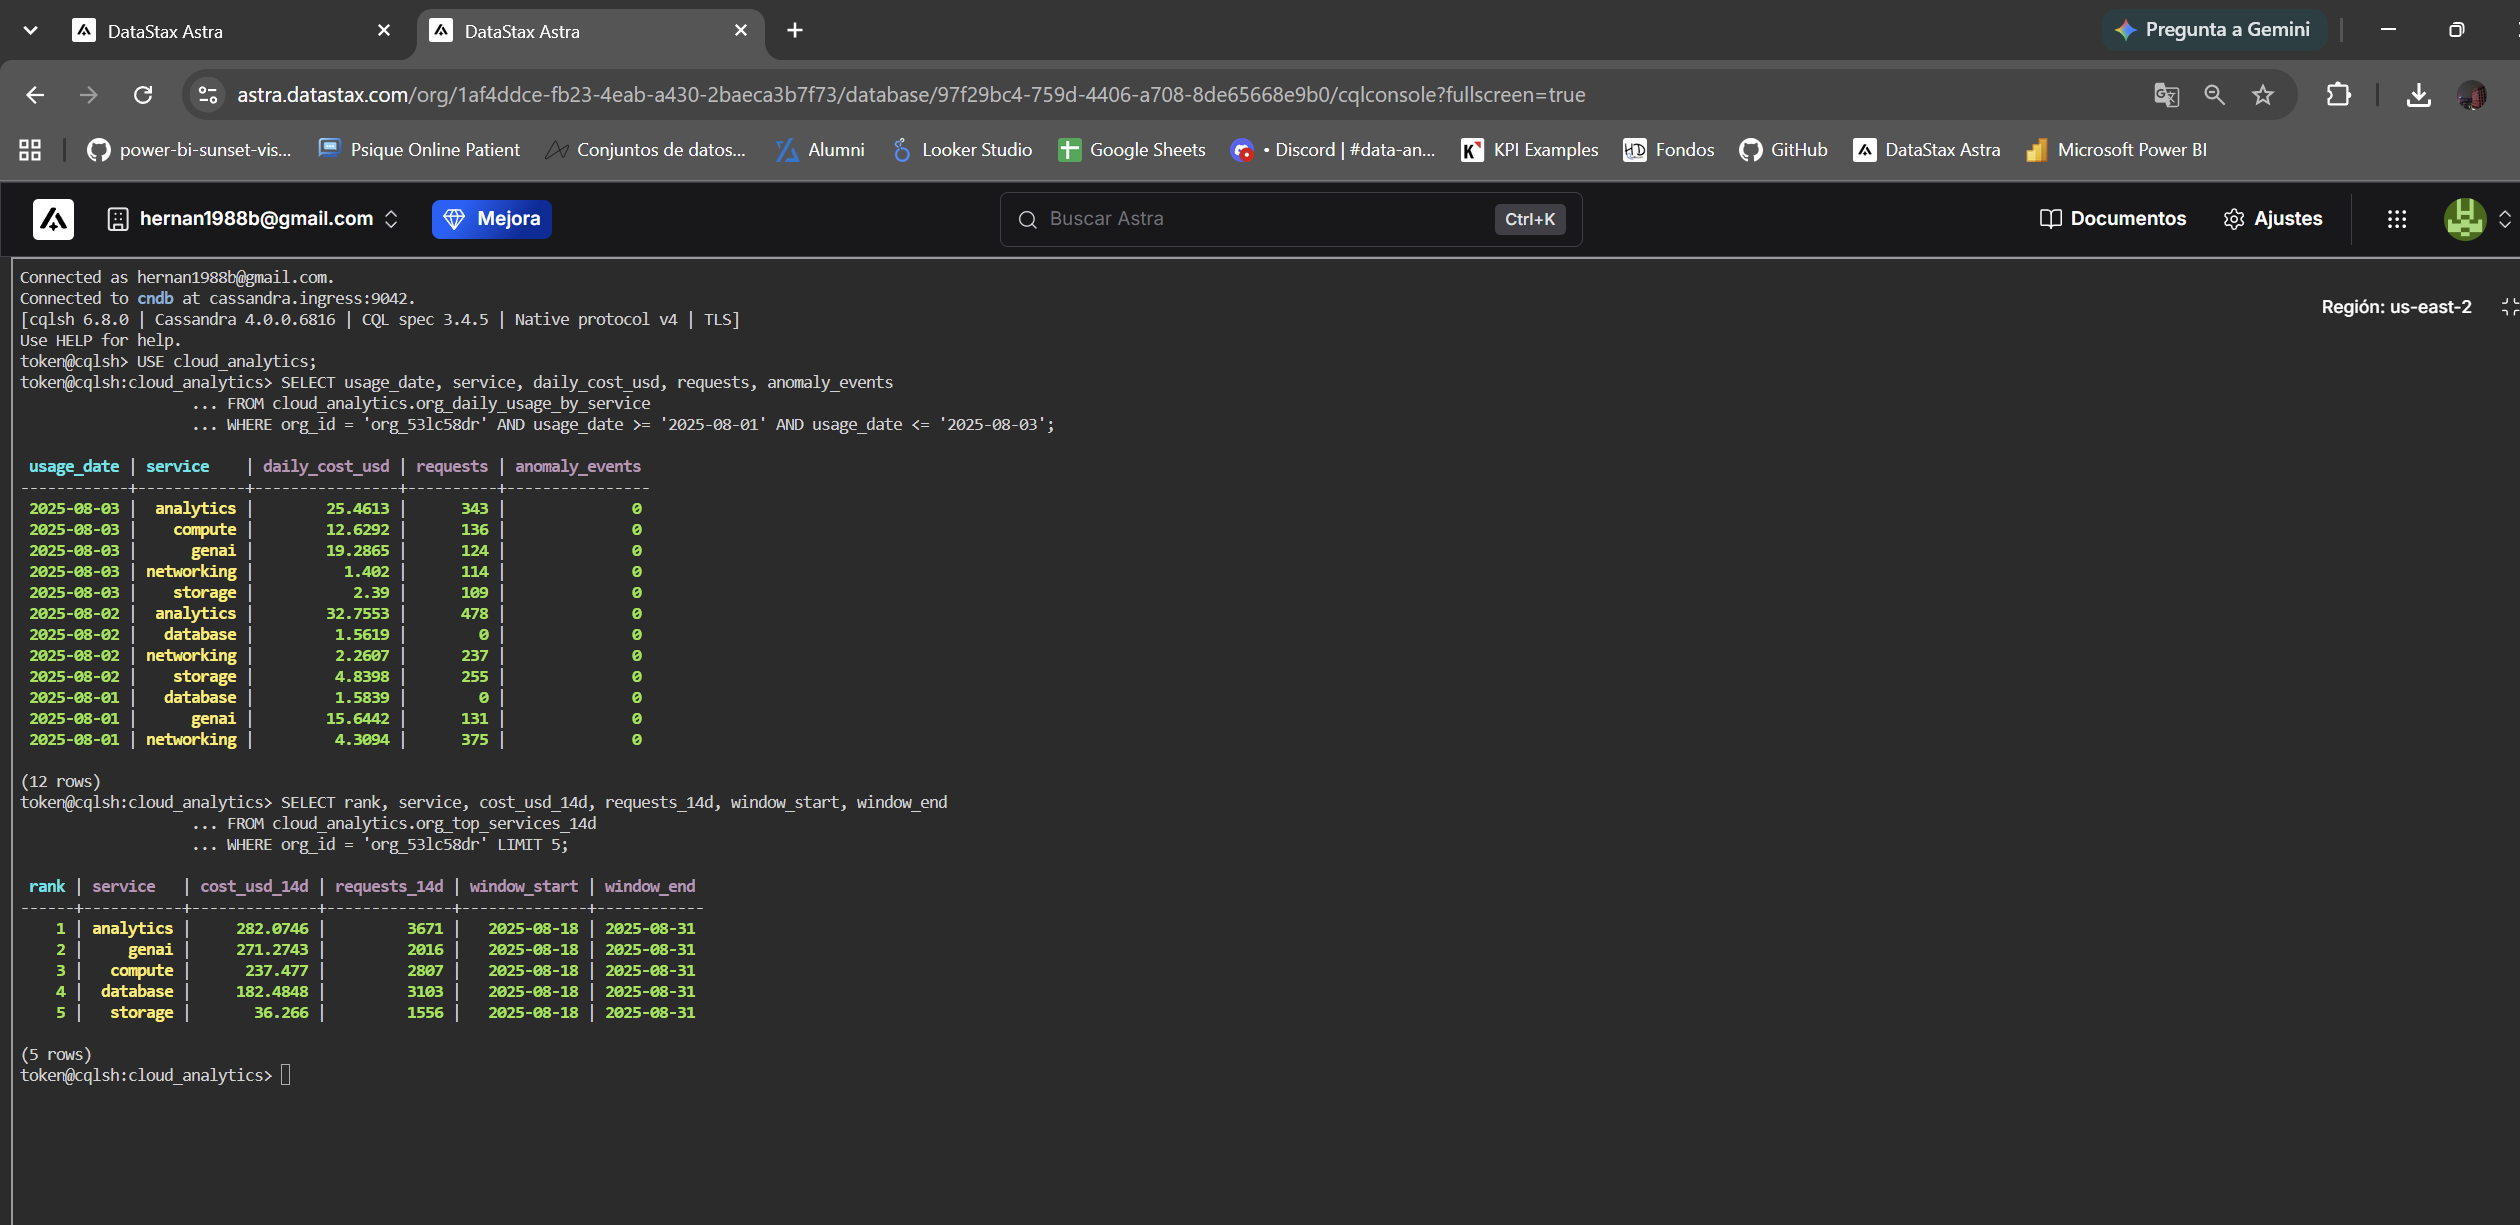 DataStax Astra
DataStax Astra
Pregunta a Gemini
astra.datastax.com/org/1af4ddce-fb23-4eab-a430-2baeca3b7f73/database/97f29bc4-759d-4406-a708-8de65668e9b0/cqlconsole?fullscreen=true
power-bi-sunset-vis...
Psique Online Patient
Conjuntos de datos...
Alumni
Looker Studio
Google Sheets
• Discord | #data-an...
KPI Examples
Fondos
GitHub
DataStax Astra
Microsoft Power BI
hernan1988b@gmail.com
Mejora
Buscar Astra
Ctrl+K
Documentos
Ajustes
Región: us-east-2
Connected as hernan1988b@gmail.com.
Connected to cndb at cassandra.ingress:9042.
[cqlsh 6.8.0 | Cassandra 4.0.0.6816 | CQL spec 3.4.5 | Native protocol v4 | TLS]
Use HELP for help.
token@cqlsh> USE cloud_analytics;
token@cqlsh:cloud_analytics> SELECT usage_date, service, daily_cost_usd, requests, anomaly_events
... FROM cloud_analytics.org_daily_usage_by_service
... WHERE org_id = 'org_53lc58dr' AND usage_date >= '2025-08-01' AND usage_date <= '2025-08-03';
usage_date | service | daily_cost_usd | requests | anomaly_events
------------+------------+----------------+----------+----------------
2025-08-03 | analytics | 25.4613 | 343 | 0
2025-08-03 | compute | 12.6292 | 136 | 0
2025-08-03 | genai | 19.2865 | 124 | 0
2025-08-03 | networking | 1.402 | 114 | 0
2025-08-03 | storage | 2.39 | 109 | 0
2025-08-02 | analytics | 32.7553 | 478 | 0
2025-08-02 | database | 1.5619 | 0 | 0
2025-08-02 | networking | 2.2607 | 237 | 0
2025-08-02 | storage | 4.8398 | 255 | 0
2025-08-01 | database | 1.5839 | 0 | 0
2025-08-01 | genai | 15.6442 | 131 | 0
2025-08-01 | networking | 4.3094 | 375 | 0
(12 rows)
token@cqlsh:cloud_analytics> SELECT rank, service, cost_usd_14d, requests_14d, window_start, window_end
... FROM cloud_analytics.org_top_services_14d
... WHERE org_id = 'org_53lc58dr' LIMIT 5;
rank | service | cost_usd_14d | requests_14d | window_start | window_end
------+-----------+--------------+--------------+--------------+------------
1 | analytics | 282.0746 | 3671 | 2025-08-18 | 2025-08-31
2 | genai | 271.2743 | 2016 | 2025-08-18 | 2025-08-31
3 | compute | 237.477 | 2807 | 2025-08-18 | 2025-08-31
4 | database | 182.4848 | 3103 | 2025-08-18 | 2025-08-31
5 | storage | 36.266 | 1556 | 2025-08-18 | 2025-08-31
(5 rows)
token@cqlsh:cloud_analytics>